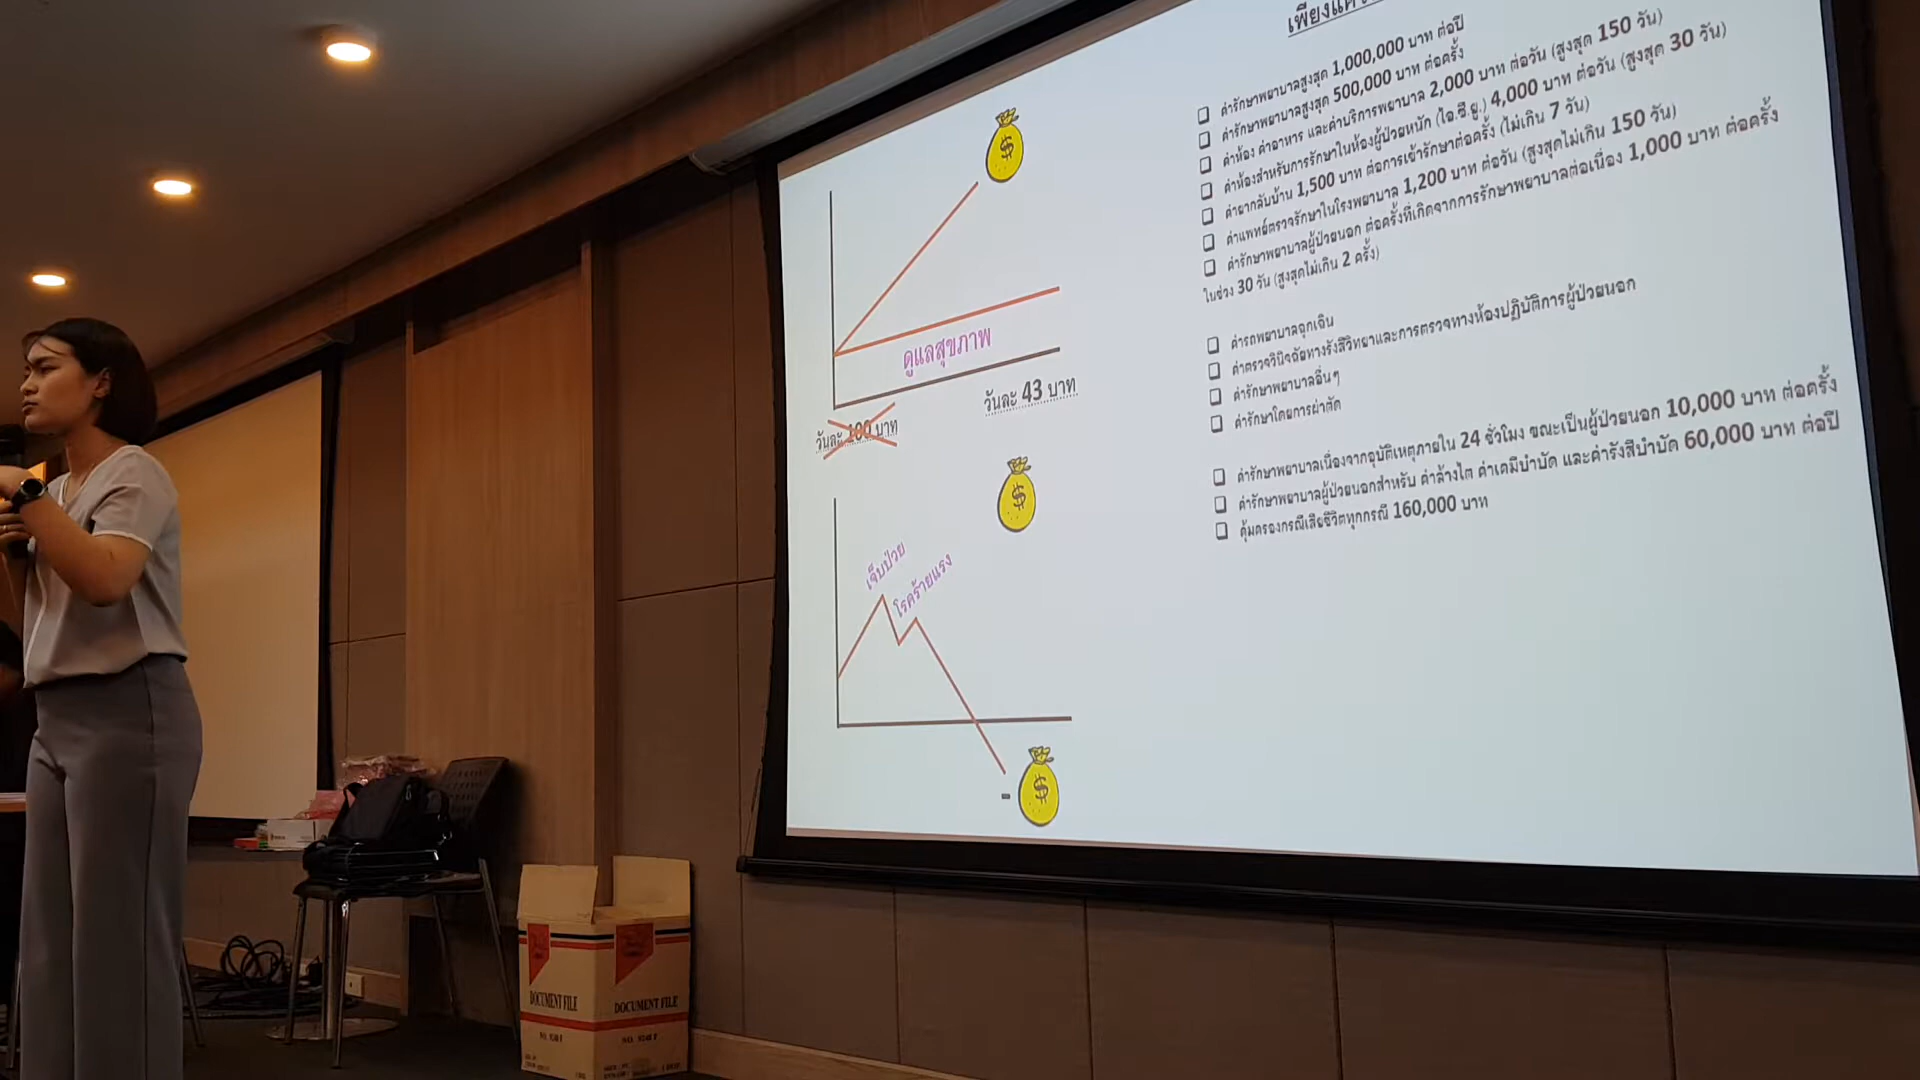 ค่ารักษาพยาบาลสูงสุด 1,000,000 บาท ต่อปี
ค่ารักษาพยาบาลสูงสุด 500,000 บาท ต่อครั้ง
ค่าห้อง ค่าอาหาร และค่าบริการพยาบาล 2,000 บาท ต่อวัน (สูงสุด 150 วัน)
ค่าห้องสำหรับการรักษาในห้องผู้ป่วยหนัก (ไอ.ซี.ยู.) 4,000 บาท ต่อวัน (สูงสุด 30 วัน)
ค่ายากลับบ้าน 1,500 บาท ต่อการเข้ารักษาต่อครั้ง (ไม่เกิน 7 วัน)
ค่าแพทย์ตรวจรักษาในโรงพยาบาล 1,200 บาท ต่อวัน (สูงสุดไม่เกิน 150 วัน)
ค่ารักษาพยาบาลผู้ป่วยนอก ต่อครั้งที่เกิดจากการรักษาพยาบาลต่อเนื่อง 1,000 บาท ต่อครั้ง
ในช่วง 30 วัน (สูงสุดไม่เกิน 2 ครั้ง)
ค่ารถพยาบาลฉุกเฉิน
ค่าตรวจวินิจฉัยทางรังสีวิทยาและการตรวจทางห้องปฏิบัติการผู้ป่วยนอก
ค่ารักษาพยาบาลอื่นๆ
ค่ารักษาโดยการผ่าตัด
ค่ารักษาพยาบาลเนื่องจากอุบัติเหตุภายใน 24 ชั่วโมง ขณะเป็นผู้ป่วยนอก 10,000 บาท ต่อครั้ง
ค่ารักษาพยาบาลผู้ป่วยนอกสำหรับ ค่าล้างไต ค่าเคมีบำบัด และค่ารังสีบำบัด 60,000 บาท ต่อปี
คุ้มครองกรณีเสียชีวิตทุกกรณี 160,000 บาท
$
ดูแลสุขภาพ
วันละ 43 บาท
วันละ 100 บาท
$
เจ็บป่วย
โรคร้ายแรง
- $
DOCUMENT FILE
DOCUMENT FILE